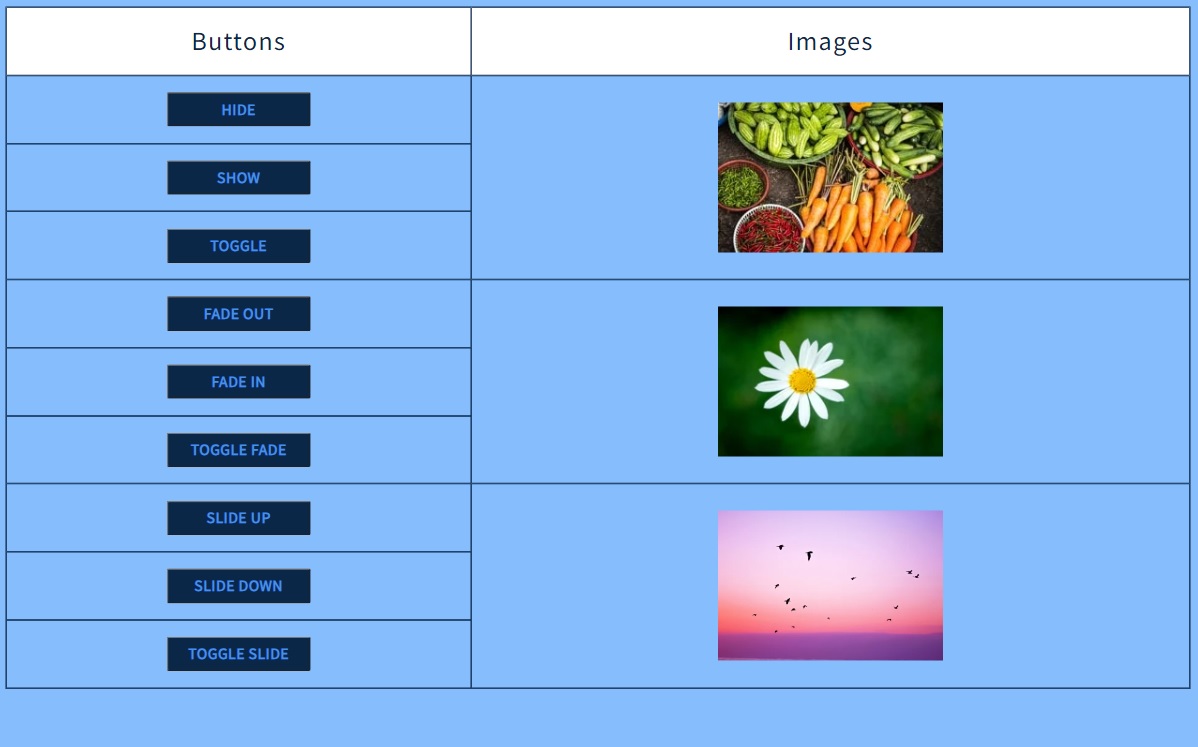 Buttons
Images
HIDE
SHOW
TOGGLE
FADE OUT
FADE IN
TOGGLE FADE
SLIDE UP
SLIDE DOWN
TOGGLE SLIDE